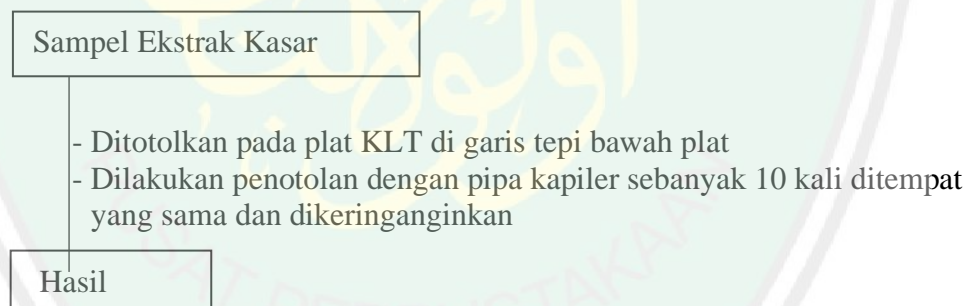 Sampel Ekstrak Kasar
- Ditotolkan pada plat KLT di garis tepi bawah plat
- Dilakukan penotolan dengan pipa kapiler sebanyak 10 kali ditempat
yang sama dan dikeringanginkan
Hasil